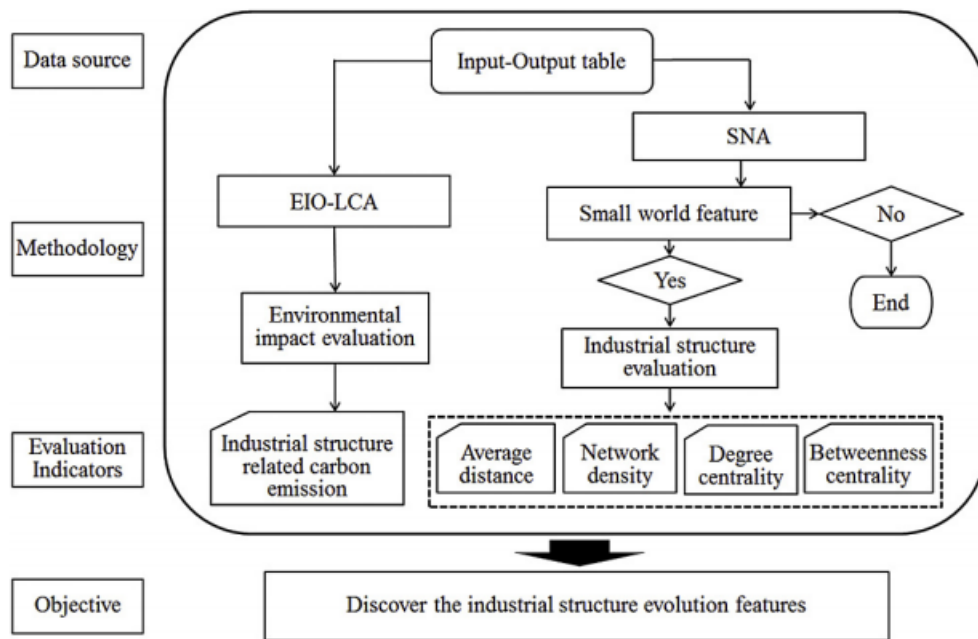 Data source
Input-Output table
SNA
EIO-LCA
Small world feature
No
Methodology
Yes
End
Environmental
impact evaluation
Industrial structure
evaluation
Evaluation
Indicators
Industrial structure
related carbon
emission
Average
distance
Network
density
Degree
centrality
Betweenness
centrality
Objective
Discover the industrial structure evolution features